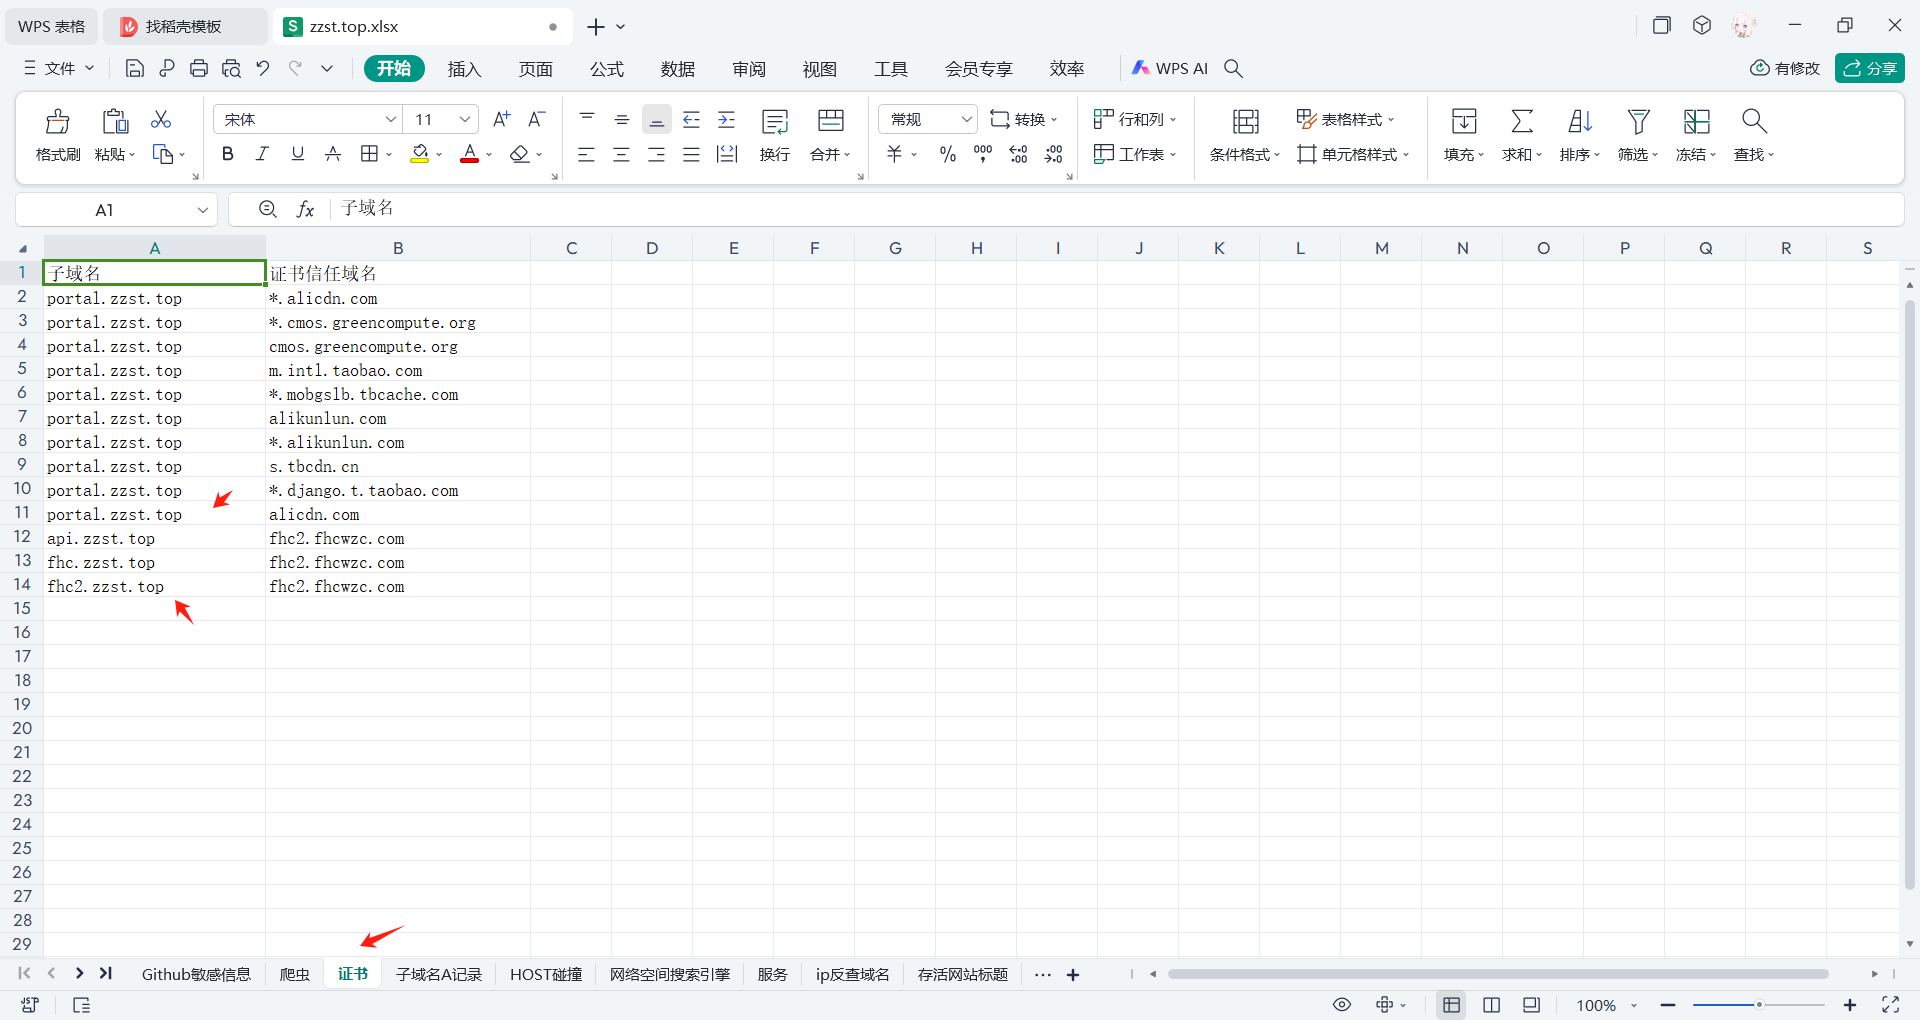 WPS 表格 找稻壳模板 S zzst.top.xlsx
文件 开始 插入 页面 公式 数据 审阅 视图 工具 会员专享 效率 WPS AI 有修改 分享
宋体 11 A+ A- 常规 转换 行和列 表格样式
格式刷 粘贴 B I U A A 换行 合并 % 000 工作表 条件格式 单元格样式 填充 求和 排序 筛选 冻结 查找
A1 fx 子域名
A B C D E F G H I J K L M N O P Q R S
1 子域名 证书信任域名
2 portal.zzst.top *.alicdn.com
3 portal.zzst.top *.cmos.greencompute.org
4 portal.zzst.top cmos.greencompute.org
5 portal.zzst.top m.intl.taobao.com
6 portal.zzst.top *.mobgslb.tbcache.com
7 portal.zzst.top alikunlun.com
8 portal.zzst.top *.alikunlun.com
9 portal.zzst.top s.tbcdn.cn
10 portal.zzst.top *.django.t.taobao.com
11 portal.zzst.top alicdn.com
12 api.zzst.top fhc2.fhcwzc.com
13 fhc.zzst.top fhc2.fhcwzc.com
14 fhc2.zzst.top fhc2.fhcwzc.com
15
16
17
18
19
20
21
22
23
24
25
26
27
28
29
Github敏感信息 爬虫 证书 子域名A记录 HOST碰撞 网络空间搜索引擎 服务 ip反查域名 存活网站标题 ···
100%